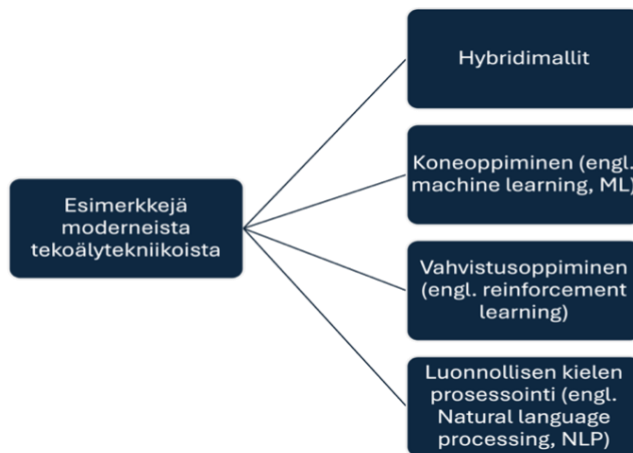 Esimerkkejä
moderneista
tekoälytekniikoista
Hybridimallit
Koneoppiminen (engl.
machine learning, ML)
Vahvistusoppiminen
(engl. reinforcement
learning)
Luonnollisen kielen
prosessointi (engl.
Natural language
processing, NLP)